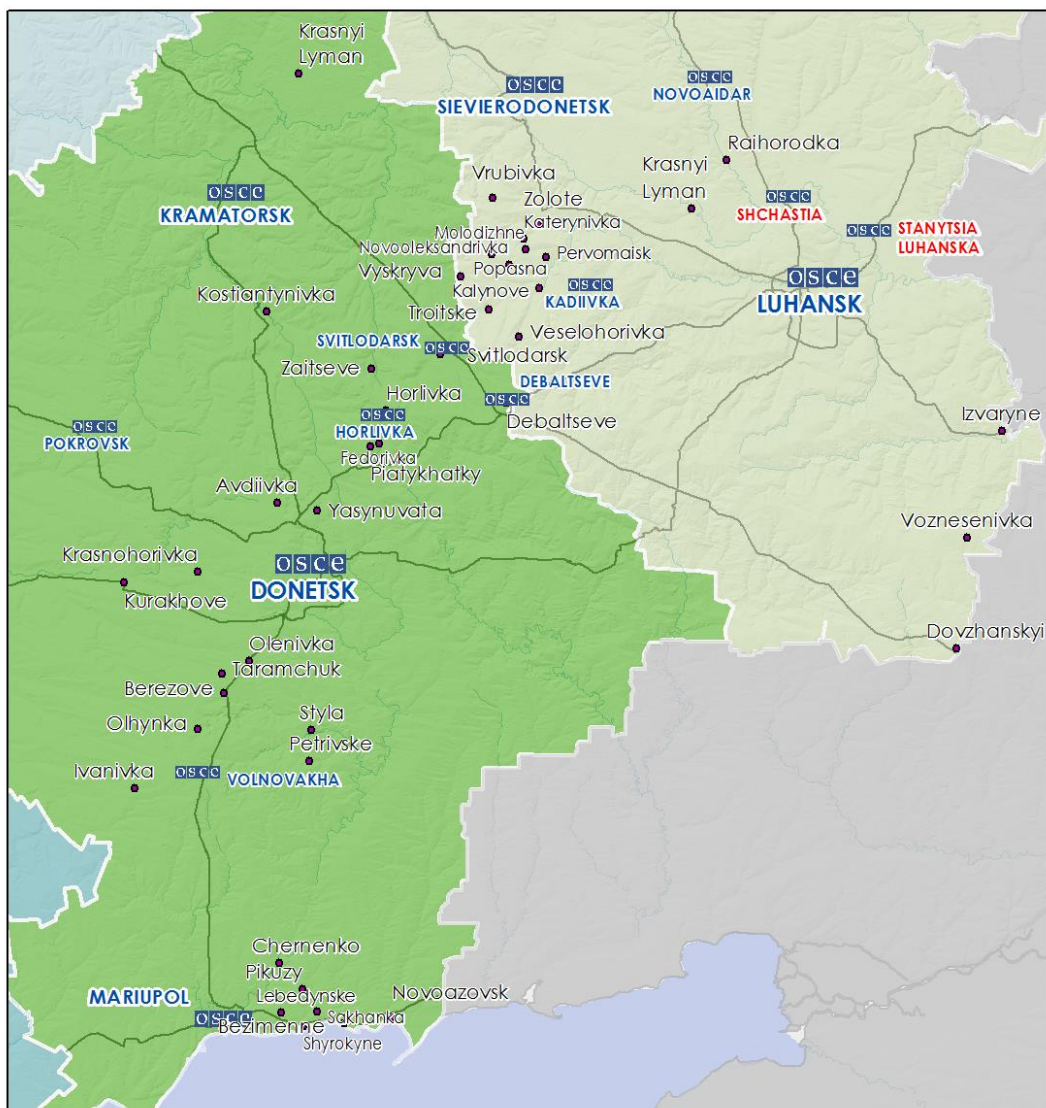 Krasnyi
Lyman
osce
SIEVIERODONETSK
osce
NOVOAIDAR
Raihorodka
Krasnyi
Lyman
osce
KRAMATORSK
Vrubivka
Zolote
Katerynivka
Molodizhne
Novooleksandrivka
Pervomaisk
Popasna
Vyskryva
Kalynove
osce
SHCHASTIA
osce
STANYTSIA
LUHANSKA
osce
LUHANSK
osce
KADIIVKA
Kostiantynivka
Troitske
Veselohorivka
SVITLODARSK
osce
Svitlodarsk
Zaitseve
DEBALTSEVE
osce
Debaltseve
Horlivka
osce
HORLIVKA
Fedorivka
Piatykhatky
osce
POKROVSK
Izvaryne
Avdiivka
Yasynuvata
Voznesenivka
Krasnohorivka
osce
DONETSK
Kurakhove
Dovzhanskyi
Olenivka
Taramchuk
Berezove
Olhynka
Styla
Petrivske
Ivanivka
osce
VOLNOVAKHA
Chernenko
Pikuzy
MARIUPOL
Lebedynske
Novoazovsk
osce
Bezimenne
Sakhanka
Shyrokyne